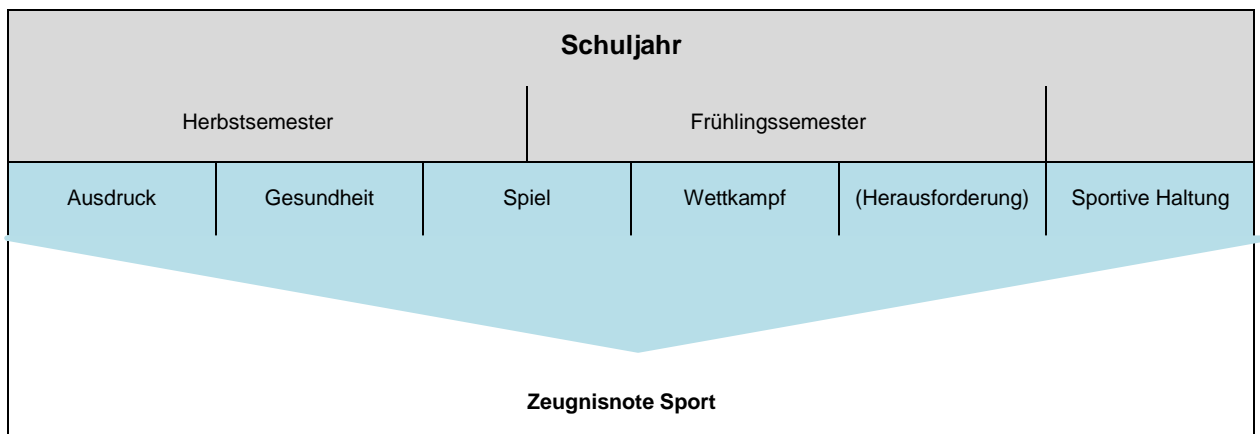 Schuljahr
Herbstsemester Frühlingssemester
Ausdruck Gesundheit Spiel Wettkampf (Herausforderung) Sportive Haltung
Zeugnisnote Sport